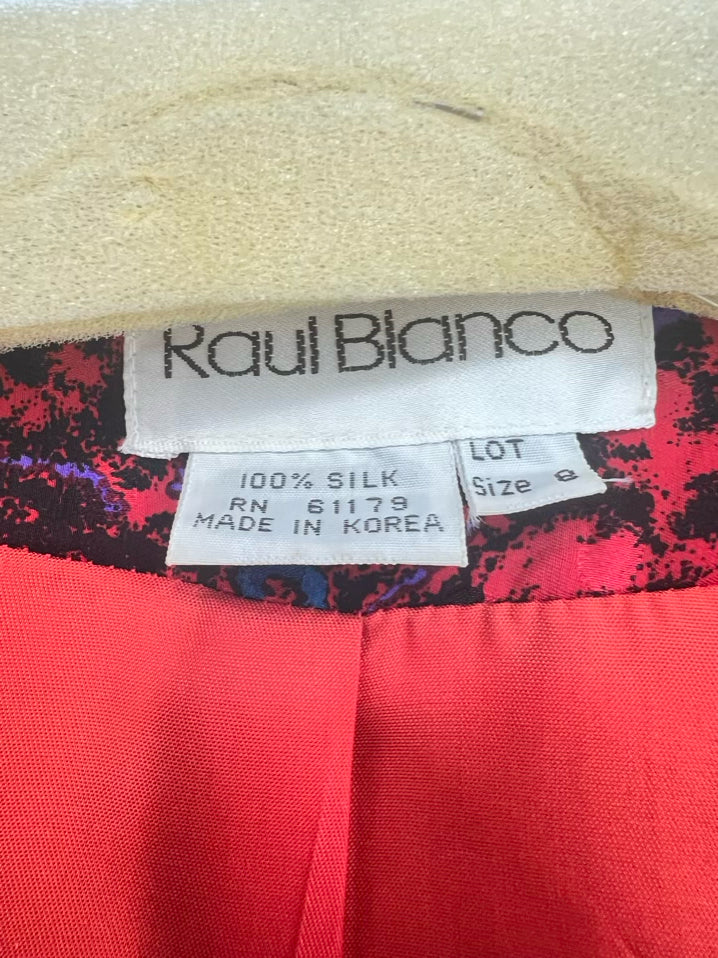 Raul Blanco
100% SILK
RN 61179
MADE IN KOREA
LOT
Size 8